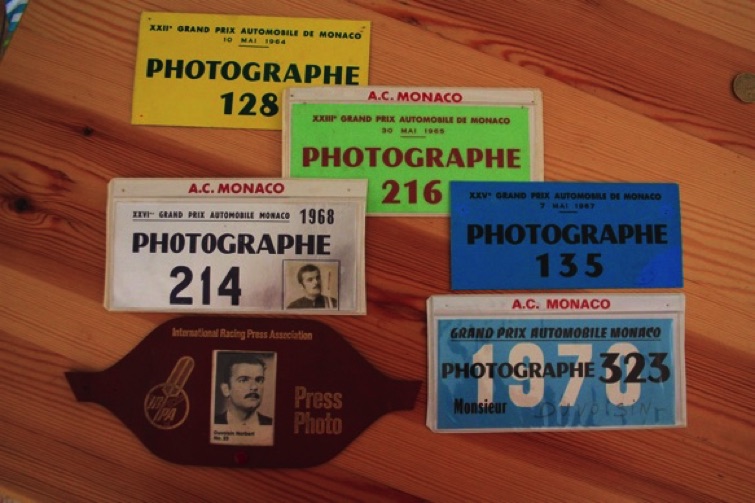 XXIIe GRAND PRIX AUTOMOBILE DE MONACO
10 MAI 1964
PHOTOGRAPHE
128
A.C. MONACO
XXIIIe GRAND PRIX AUTOMOBILE DE MONACO
30 MAI 1965
PHOTOGRAPHE
216
A.C. MONACO
XXVIme GRAND PRIX AUTOMOBILE MONACO 1968
PHOTOGRAPHE
214
XXVe GRAND PRIX AUTOMOBILE DE MONACO
7 MAI 1967
PHOTOGRAPHE
135
A.C. MONACO
GRAND PRIX AUTOMOBILE MONACO
1970
PHOTOGRAPHE 323
Monsieur
International Racing Press Association
IRPA
Press
Photo
No. 25